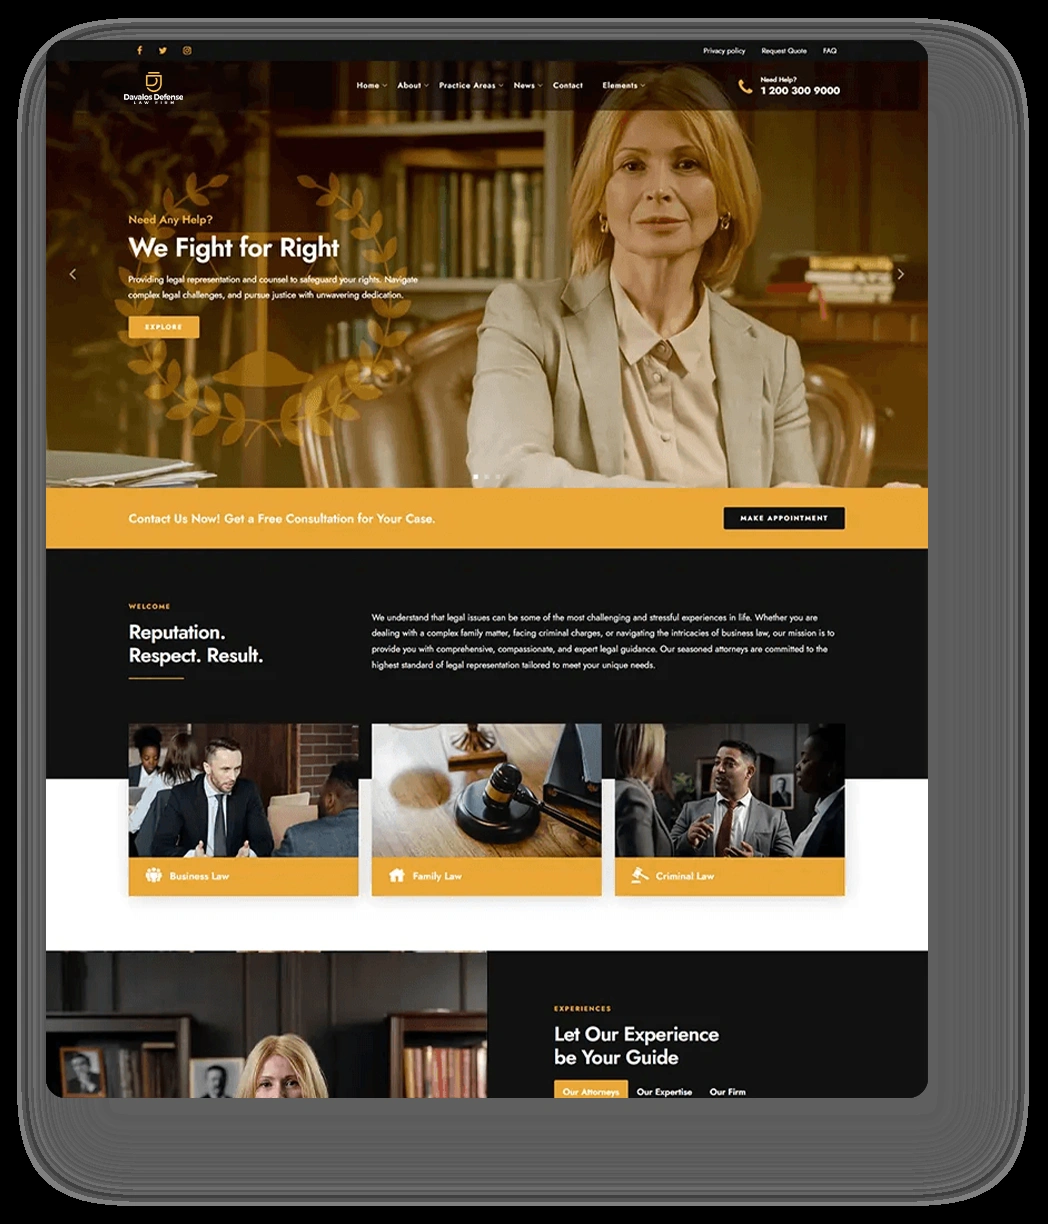 Privacy policy Request Quote FAQ
Davalos Defense
LAW FIRM
Home About Practice Areas News Contact Elements
Need Help?
1 200 300 9000
Need Any Help?
We Fight for Right
Providing legal representation and counsel to safeguard your rights. Navigate
complex legal challenges, and pursue justice with unwavering dedication.
EXPLORE
Contact Us Now! Get a Free Consultation for Your Case.
MAKE APPOINTMENT
WELCOME
Reputation.
Respect. Result.
We understand that legal issues can be some of the most challenging and stressful experiences in life. Whether you are
dealing with a complex family matter, facing criminal charges, or navigating the intricacies of business law, our mission is to
provide you with comprehensive, compassionate, and expert legal guidance. Our seasoned attorneys are committed to the
highest standard of legal representation tailored to meet your unique needs.
Business Law
Family Law
Criminal Law
EXPERIENCES
Let Our Experience
be Your Guide
Our Attorneys Our Expertise Our Firm